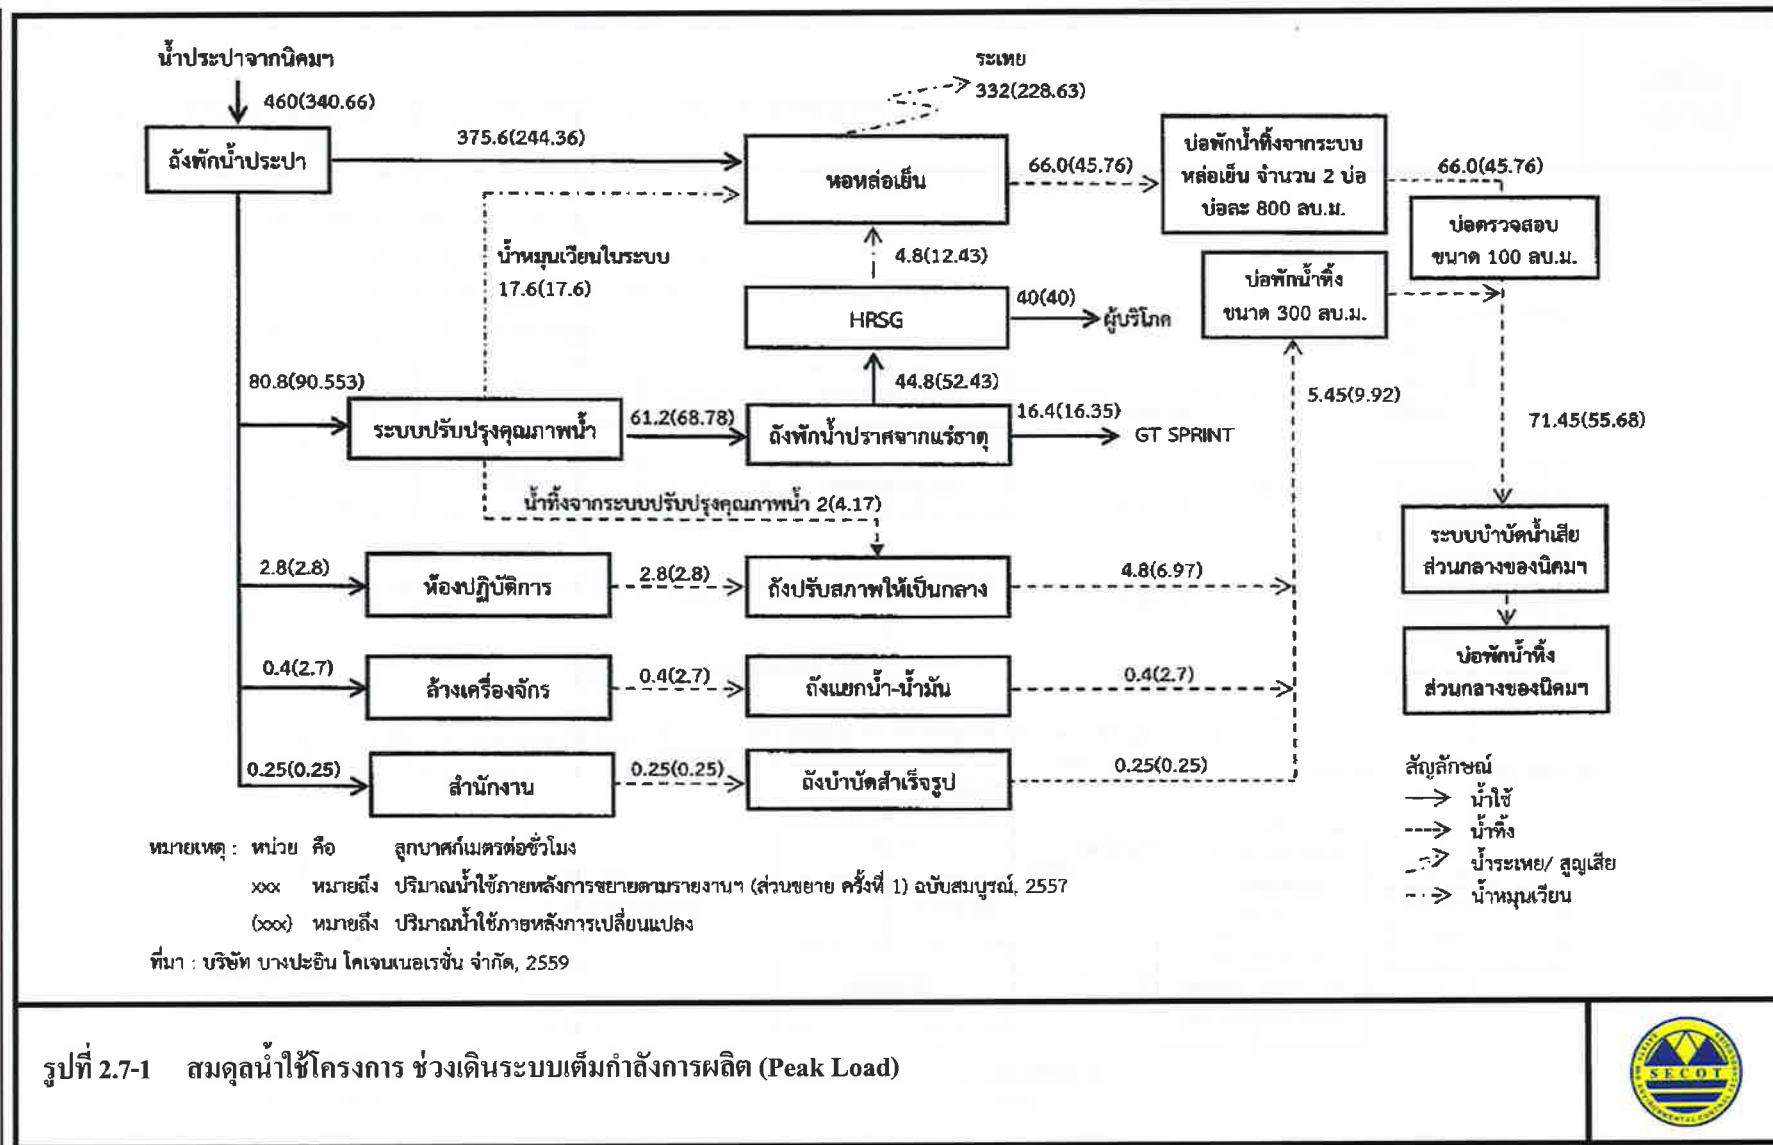 น้ำประปาจากนิคมฯ
460(340.66)
ถังพักน้ำประปา
375.6(244.36)
ระเหย
332(228.63)
หอหล่อเย็น
66.0(45.76)
บ่อพักน้ำทิ้งจากระบบ
หล่อเย็น จำนวน 2 บ่อ
บ่อละ 800 ลบ.ม.
66.0(45.76)
บ่อตรวจสอบ
ขนาด 100 ลบ.ม.
น้ำหมุนเวียนในระบบ
17.6(17.6)
4.8(12.43)
บ่อพักน้ำทิ้ง
ขนาด 300 ลบ.ม.
HRSG
40(40)
ผู้บริโภค
80.8(90.553)
44.8(52.43)
5.45(9.92)
ระบบปรับปรุงคุณภาพน้ำ
61.2(68.78)
ถังพักน้ำปราศจากแร่ธาตุ
16.4(16.35)
GT SPRINT
71.45(55.68)
น้ำทิ้งจากระบบปรับปรุงคุณภาพน้ำ 2(4.17)
ระบบบำบัดน้ำเสีย
ส่วนกลางของนิคมฯ
2.8(2.8)
ห้องปฏิบัติการ
2.8(2.8)
ถังปรับสภาพให้เป็นกลาง
4.8(6.97)
บ่อพักน้ำทิ้ง
ส่วนกลางของนิคมฯ
0.4(2.7)
ล้างเครื่องจักร
0.4(2.7)
ถังแยกน้ำ-น้ำมัน
0.4(2.7)
0.25(0.25)
สำนักงาน
0.25(0.25)
ถังบำบัดสำเร็จรูป
0.25(0.25)
สัญลักษณ์
น้ำใช้
น้ำทิ้ง
น้ำระเหย/ สูญเสีย
น้ำหมุนเวียน
หมายเหตุ : หน่วย คือ ลูกบาศก์เมตรต่อชั่วโมง
xxx หมายถึง ปริมาณน้ำใช้ภายหลังการขยายตามรายงานฯ (ส่วนขยาย ครั้งที่ 1) ฉบับสมบูรณ์, 2557
(xxx) หมายถึง ปริมาณน้ำใช้ภายหลังการเปลี่ยนแปลง
ที่มา : บริษัท บางปะอิน โคเจนเนอเรชั่น จำกัด, 2559
รูปที่ 2.7-1 สมดุลน้ำใช้โครงการ ช่วงเดินระบบเต็มกำลังการผลิต (Peak Load)
SECOT